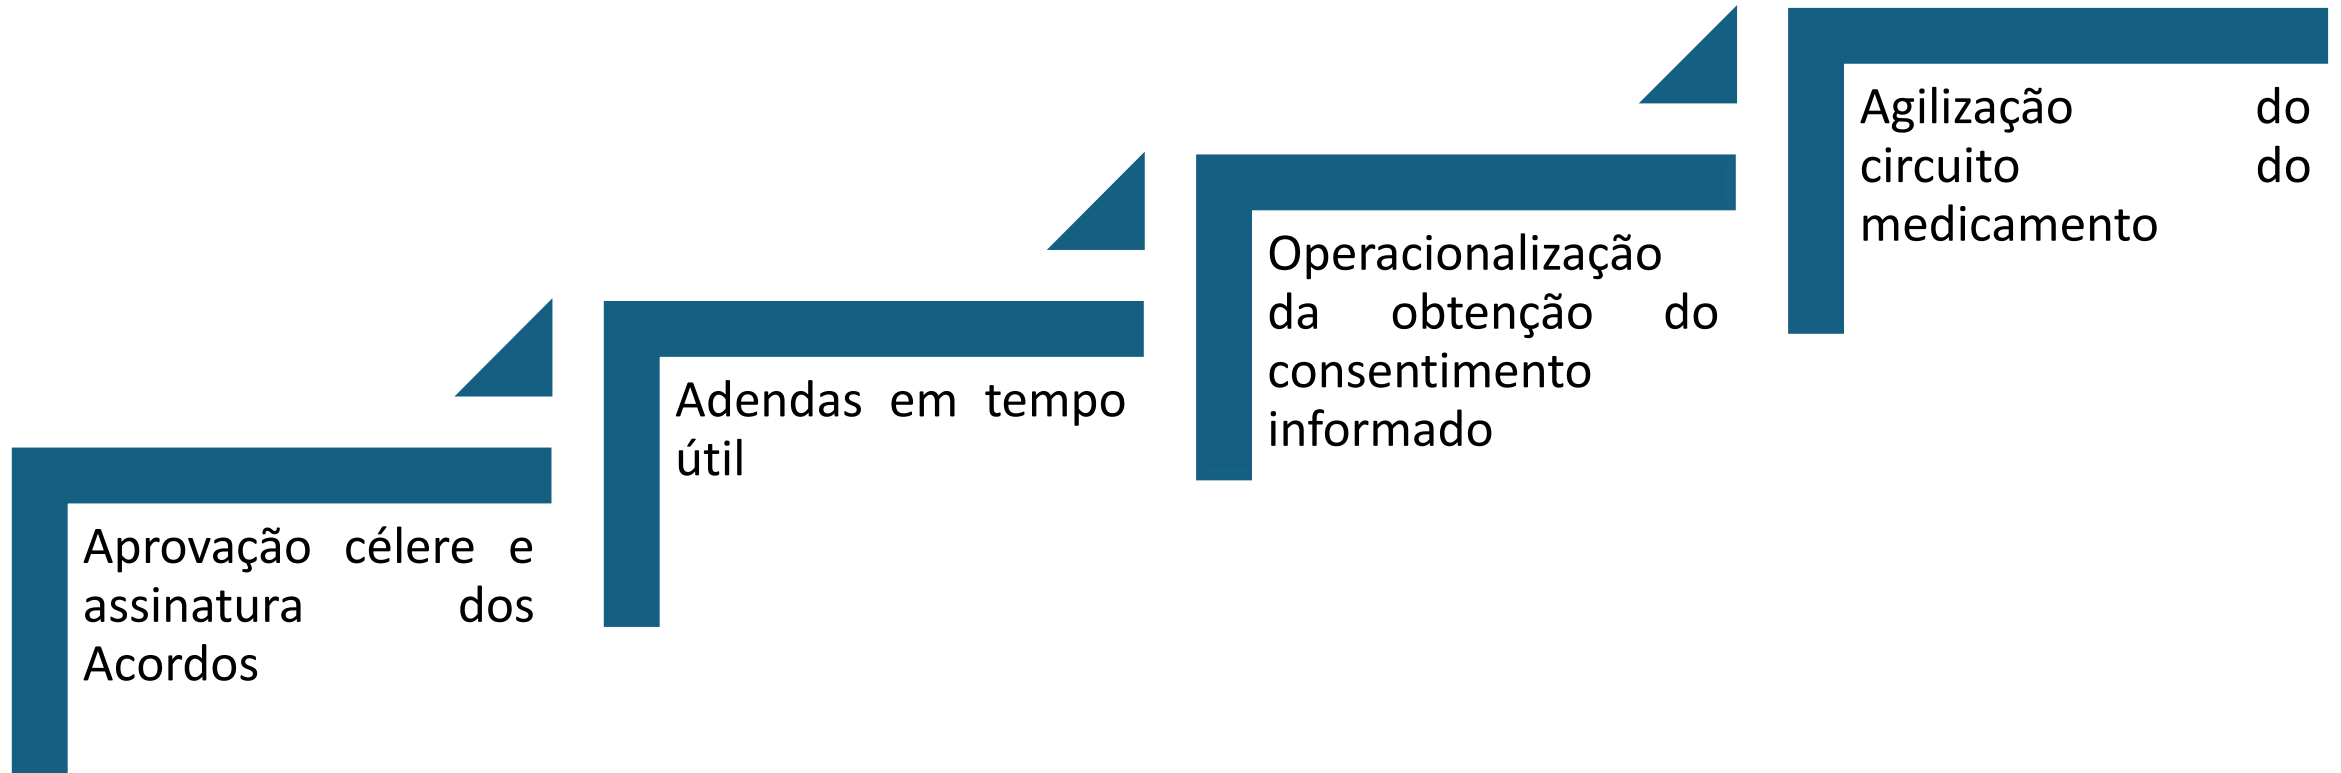 Aprovação célere e
assinatura dos
Acordos
Adendas em tempo
útil
Operacionalização
da obtenção do
consentimento
informado
Agilização do
circuito do
medicamento